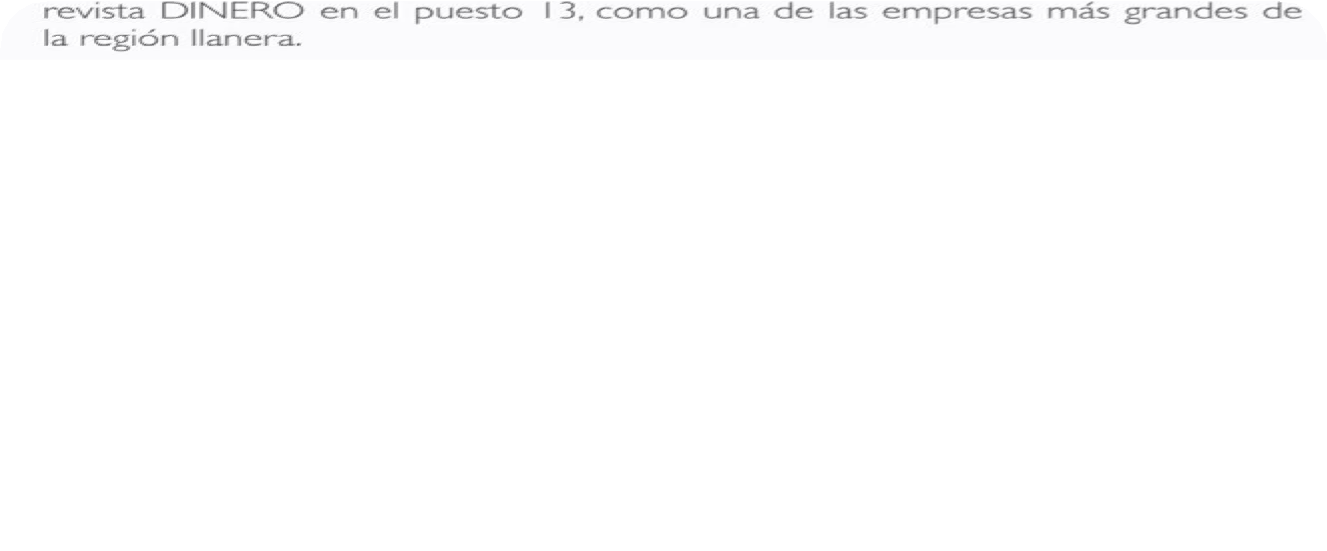 revista DINERO en el puesto 13, como una de las empresas más grandes de
la región llanera.